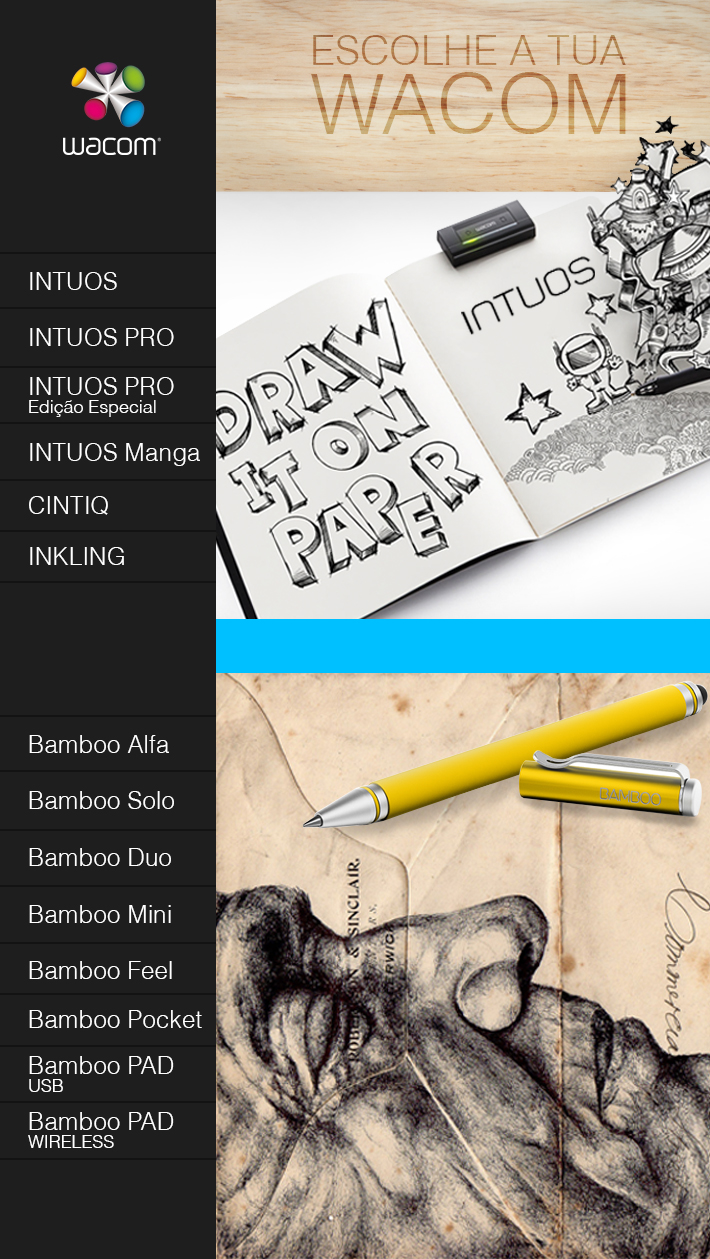 wacom
INTUOS
INTUOS PRO
INTUOS PRO
Edição Especial
INTUOS Manga
CINTIQ
INKLING
Bamboo Alfa
Bamboo Solo
Bamboo Duo
Bamboo Mini
Bamboo Feel
Bamboo Pocket
Bamboo PAD
USB
Bamboo PAD
WIRELESS
ESCOLHE A TUA
WACOM
wacom
INTUOS
DRAW
IT ON
PAPER
BAMBOO
& SINCLAIR,
Commercial